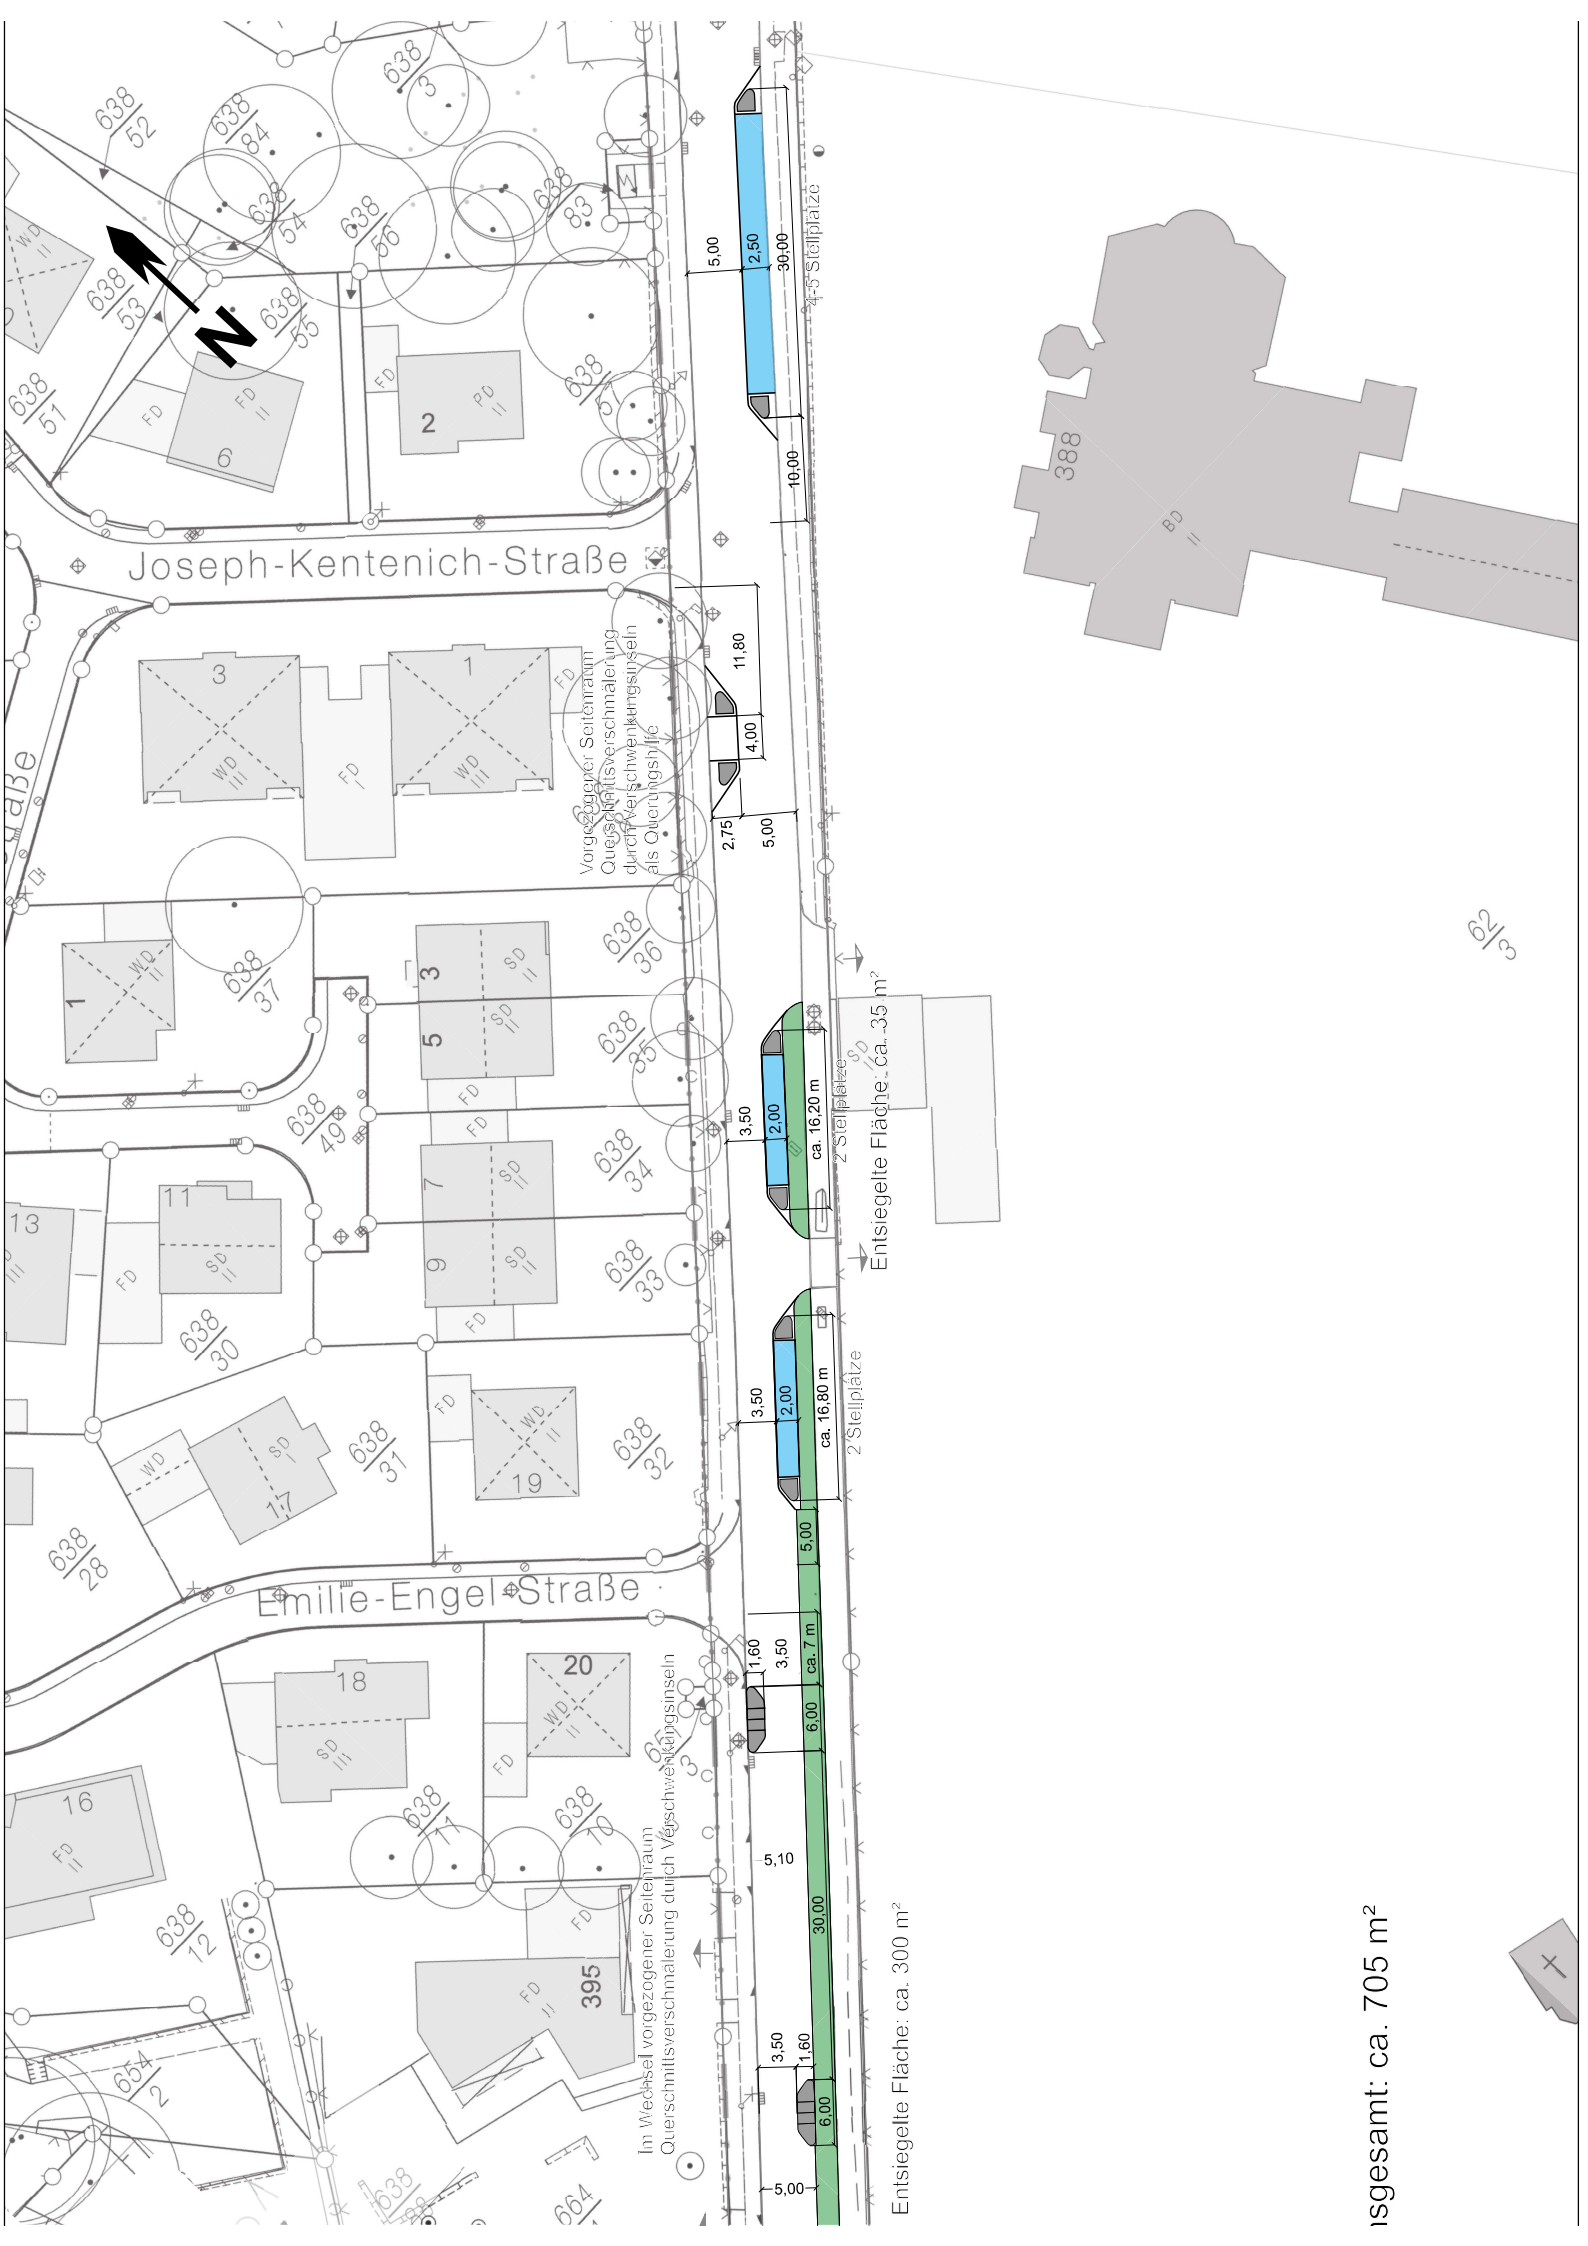 638
52
638
84
638
3
638
54
638
56
638
83
638
53
638
55
638
51
638
57
N
WD
II
FD
FD
II
6
FD
PD
II
2
5,00
2,50
30,00
4-5 Stellplätze
10,00
388
BD
II
Joseph-Kentenich-Straße
3
WD
III
FD
I
1
WD
III
FD
Vorgezogener Seitenraum
Querschnittsverschmälerung
durch Verschwenkungsinseln
als Querungshilfe
11,80
4,00
2,75
5,00
1
WD
II
638
37
3
SD
II
5
SD
II
638
36
638
35
62
3
FD
FD
638
49
7
SD
II
9
SD
II
FD
638
34
638
33
3,50
2,00
ca. 16,20 m
2 Stellplätze
SD
II
Entsiegelte Fläche: ca. 35 m²
13
III
11
SD
II
FD
638
30
3,50
2,00
ca. 16,80 m
2 Stellplätze
WD
SD
I
17
638
31
FD
WD
II
19
638
32
638
28
5,00
Emilie-Engel-Straße
1,60
3,50
ca. 7 m
6,00
18
SD
III
20
WD
II
FD
3
16
FD
II
638
11
638
10
638
12
5,10
30,00
FD
FD
II
395
Im Wechsel vorgezogener Seitenraum
Querschnittsverschmälerung durch Verschwenkungsinseln
3,50
1,60
6,00
5,00
Entsiegelte Fläche: ca. 300 m²
nsgesamt: ca. 705 m²
654
2
638
664